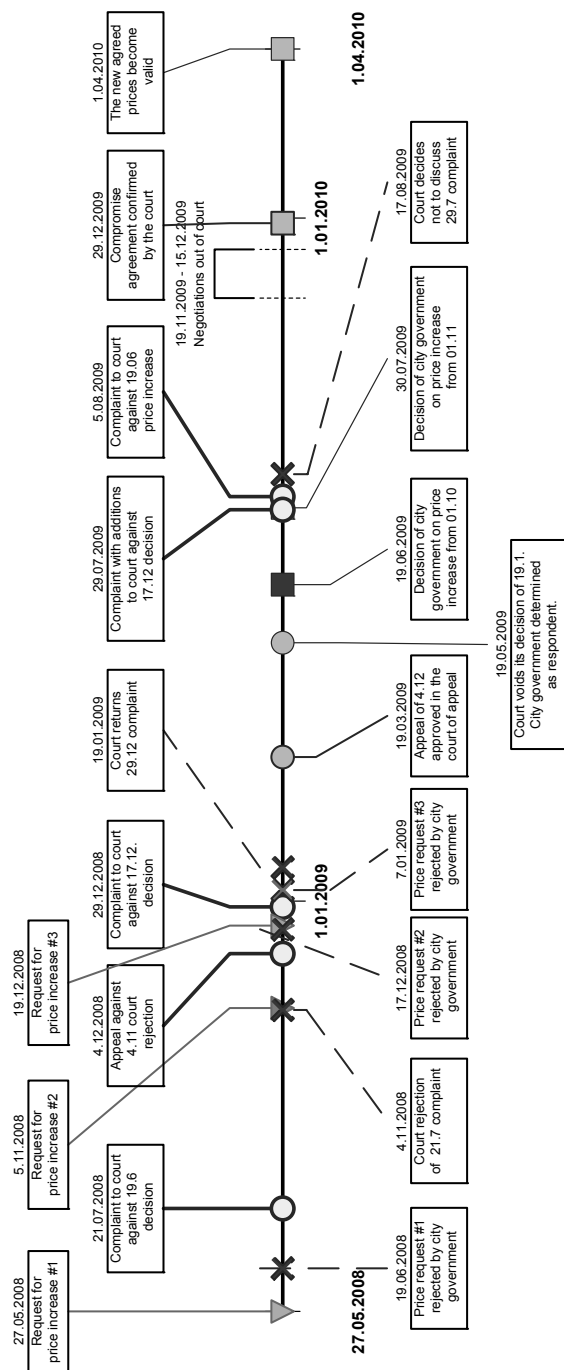 27.05.2008
Request for
price increase #1
5.11.2008
Request for
price increase #2
19.12.2008
Request for
price increase #3
21.07.2008
Complaint to court
against 19.6
decision
4.12.2008
Appeal against
4.11 court
rejection
29.12.2008
Complaint to court
against 17.12.
decision
19.01.2009
Court returns
29.12 complaint
29.07.2009
Complaint with additions
to court against
17.12 decision
5.08.2009
Complaint to court
against 19.06
price increase
19.11.2009 - 15.12.2009
Negotiations out of court
29.12.2009
Compromise
agreement confirmed
by the court
1.04.2010
The new agreed
prices become
valid
27.05.2008
1.01.2009
1.01.2010
1.04.2010
19.06.2008
Price request #1
rejected by city
government
4.11.2008
Court rejection
of 21.7 complaint
17.12.2008
Price request #2
rejected by city
government
7.01.2009
Price request #3
rejected by city
government
19.03.2009
Appeal of 4.12
approved in the
court of appeal
19.05.2009
Court voids its decision of 19.1.
City government determined
as respondent.
19.06.2009
Decision of city
government on price
increase from 01.10
30.07.2009
Decision of city government
on price increase
from 01.11
17.08.2009
Court decides
not to discuss
29.7 complaint